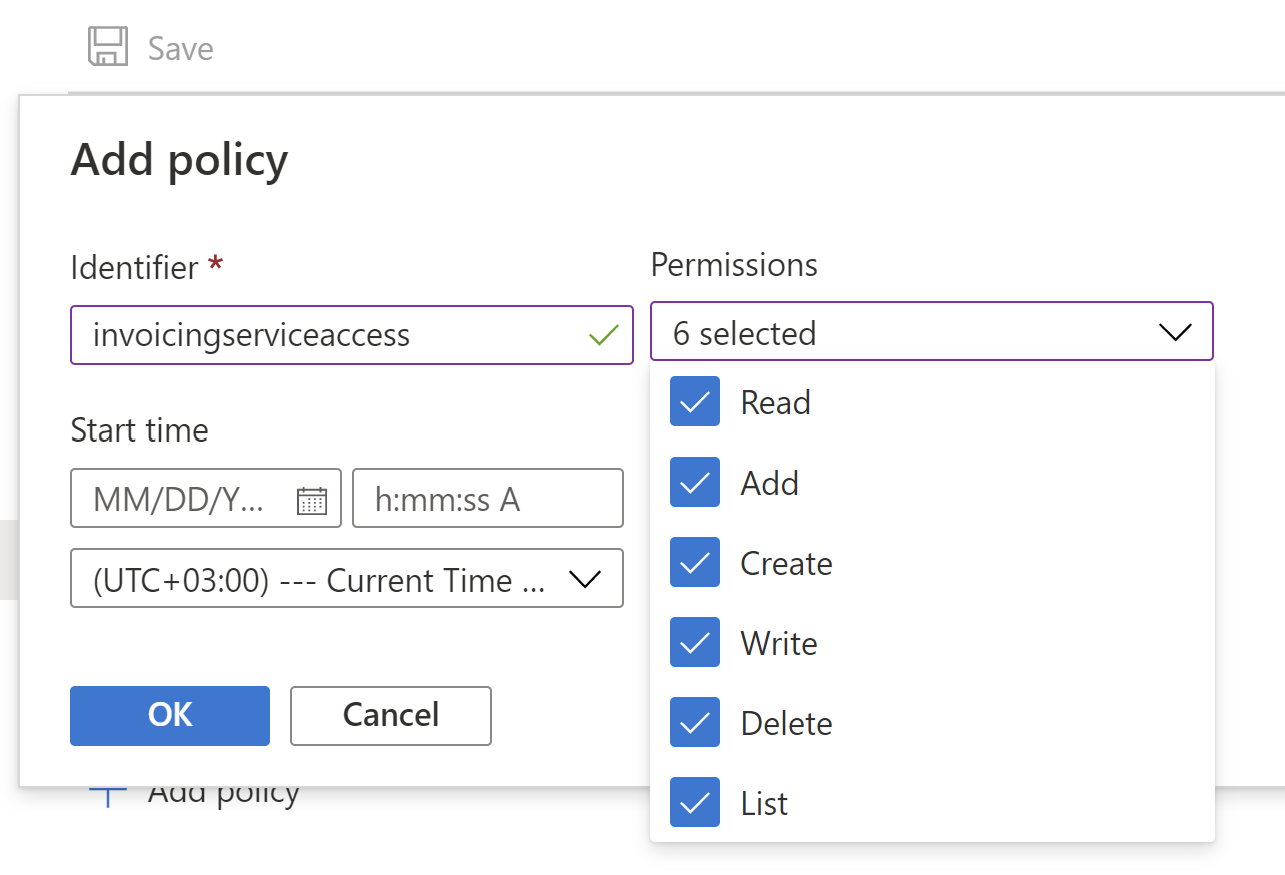 Save
Add policy
Identifier *
Permissions
invoicingserviceaccess
6 selected
Read
Start time
Add
MM/DD/Y...
h:mm:ss A
Create
(UTC+03:00) --- Current Time ...
Write
OK
Cancel
Delete
Add policy
List